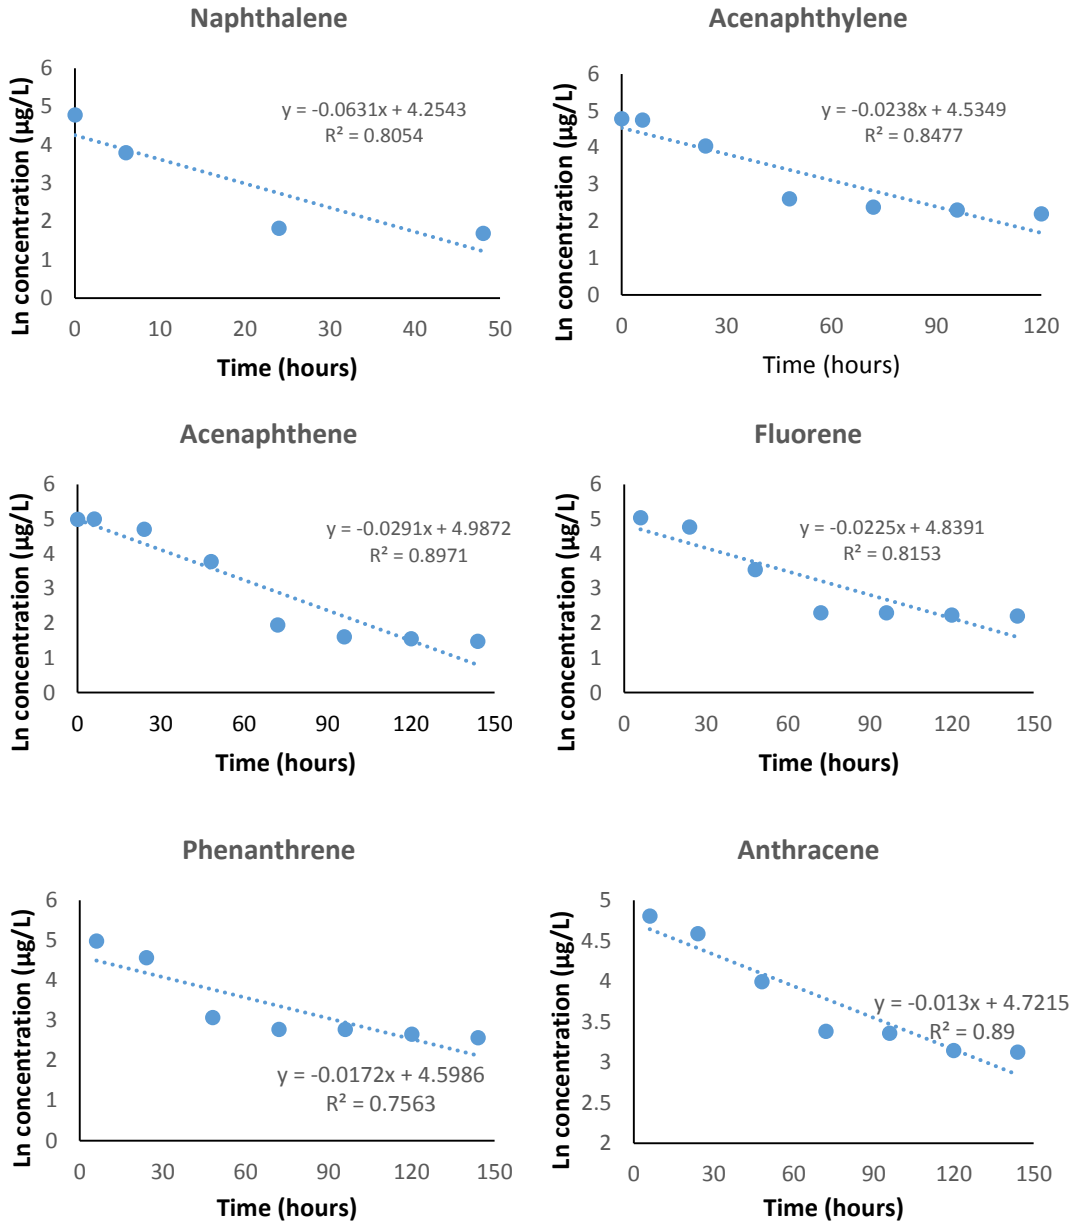 Naphthalene
Ln concentration (µg/L)
6
5
4
3
2
1
0
y = -0.0631x + 4.2543
R² = 0.8054
0 10 20 30 40 50
Time (hours)
Acenaphthylene
Ln concentration (µg/L)
6
5
4
3
2
1
0
y = -0.0238x + 4.5349
R² = 0.8477
0 30 60 90 120
Time (hours)
Acenaphthene
Ln concentration (µg/L)
6
5
4
3
2
1
0
y = -0.0291x + 4.9872
R² = 0.8971
0 30 60 90 120 150
Time (hours)
Fluorene
Ln concentration (µg/L)
6
5
4
3
2
1
0
y = -0.0225x + 4.8391
R² = 0.8153
0 30 60 90 120 150
Time (hours)
Phenanthrene
Ln concentration (µg/L)
6
5
4
3
2
1
0
y = -0.0172x + 4.5986
R² = 0.7563
0 30 60 90 120 150
Time (hours)
Anthracene
Ln concentration (µg/L)
5
4.5
4
3.5
3
2.5
2
y = -0.013x + 4.7215
R² = 0.89
0 30 60 90 120 150
Time (hours)